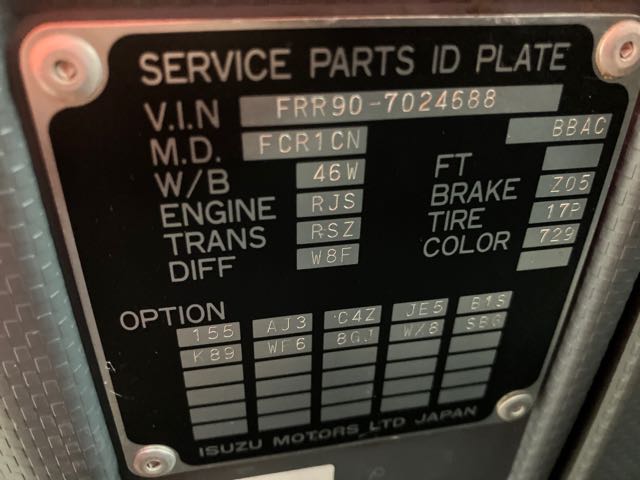 SERVICE PARTS ID PLATE
V.I.N FRR90-7024688
M.D. FCR1CN BBAC
W/B 46W FT
ENGINE RJS BRAKE Z05
TRANS RSZ TIRE 17P
DIFF W8F COLOR 729
OPTION
155 AJ3 C4Z JE5 B1S
K89 WF6 8QJ W/8 SBG
ISUZU MOTORS LTD JAPAN